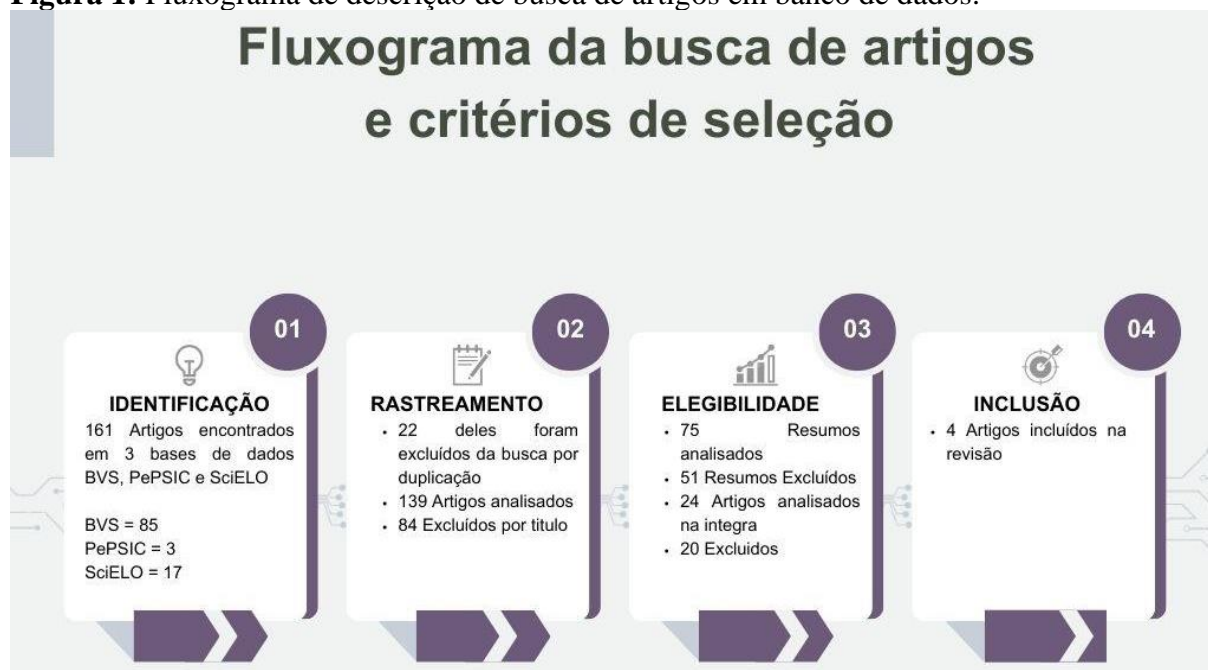 Figura 1: Fluxograma de descrição de busca de artigos em banco de dados.
Fluxograma da busca de artigos
e critérios de seleção
01
IDENTIFICAÇÃO
161 Artigos encontrados
em 3 bases de dados
BVS, PePSIC e SciELO
BVS = 85
PePSIC = 3
SciELO = 17
02
RASTREAMENTO
• 22 deles foram
excluídos da busca por
duplicação
• 139 Artigos analisados
• 84 Excluídos por titulo
03
ELEGIBILIDADE
• 75 Resumos
analisados
• 51 Resumos Excluídos
• 24 Artigos analisados
na integra
• 20 Excluidos
04
INCLUSÃO
• 4 Artigos incluídos na
revisão